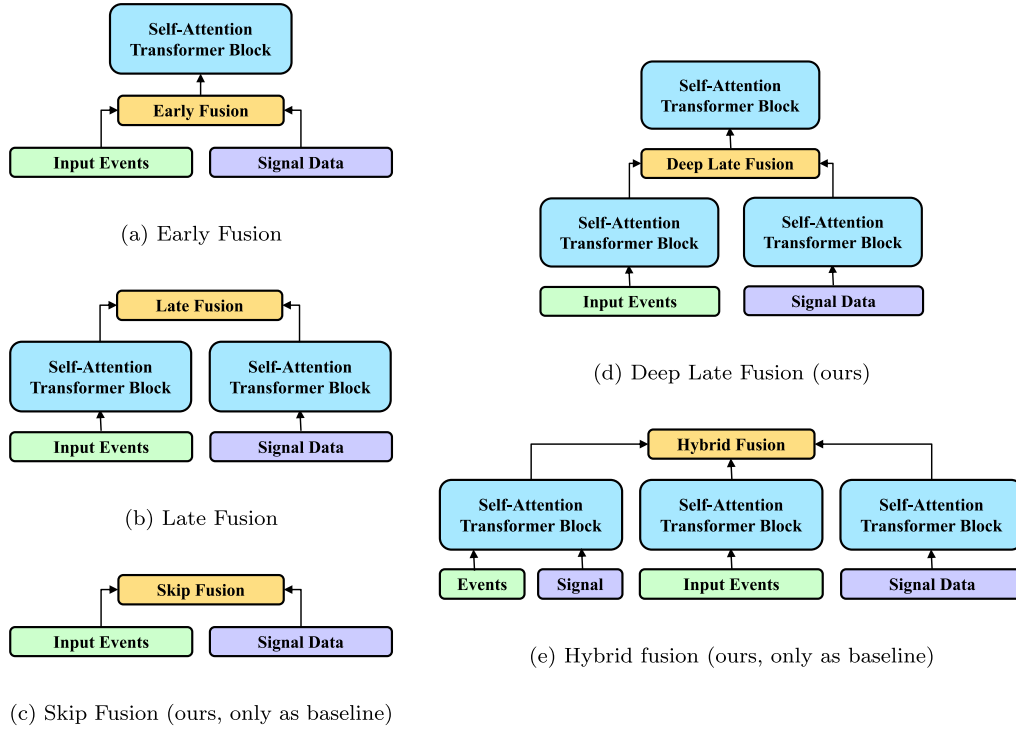 Self-Attention
Transformer Block
Early Fusion
Input Events
Signal Data
(a) Early Fusion
Late Fusion
Self-Attention
Transformer Block
Self-Attention
Transformer Block
Input Events
Signal Data
(b) Late Fusion
Skip Fusion
Input Events
Signal Data
(c) Skip Fusion (ours, only as baseline)
Self-Attention
Transformer Block
Deep Late Fusion
Self-Attention
Transformer Block
Self-Attention
Transformer Block
Input Events
Signal Data
(d) Deep Late Fusion (ours)
Hybrid Fusion
Self-Attention
Transformer Block
Self-Attention
Transformer Block
Self-Attention
Transformer Block
Events
Signal
Input Events
Signal Data
(e) Hybrid fusion (ours, only as baseline)